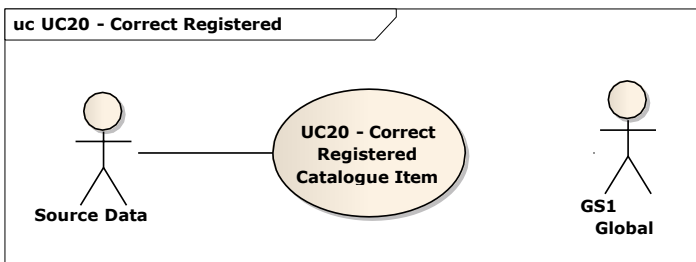 uc UC20 - Correct Registered
UC20 - Correct
Registered
Catalogue Item
Source Data
GS1
Global